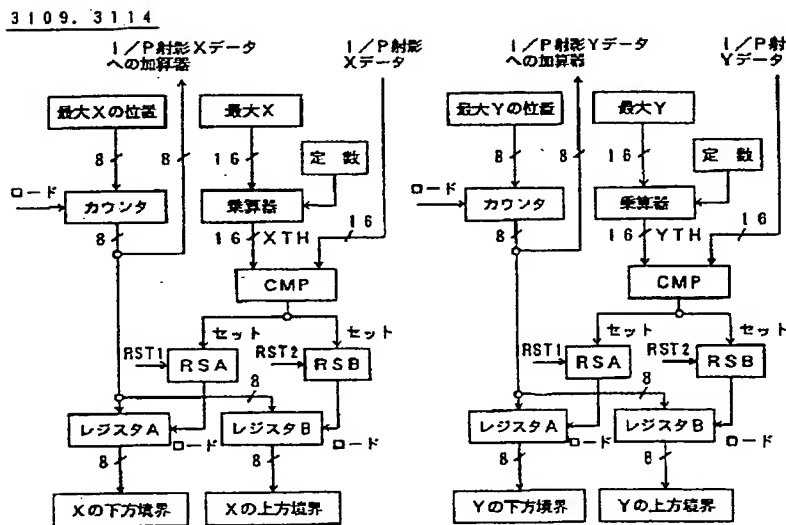 3109. 3114
I/P射影Xデータ
への加算器
I/P射影
Xデータ
最大Xの位置
最大X
定数
8
8
16
ロード
カウンタ
乗算器
8
16
XTH
16
CMP
セット
セット
RST1
RSA
RST2
RSB
8
レジスタA
ロード
レジスタB
ロード
8
8
Xの下方境界
Xの上方境界
I/P射影Yデータ
への加算器
I/P射
Yデータ
最大Yの位置
最大Y
定数
8
8
16
ロード
カウンタ
乗算器
8
16
YTH
16
CMP
セット
セット
RST1
RSA
RST2
RSB
8
レジスタA
ロード
レジスタB
ロード
8
8
Yの下方境界
Yの上方境界